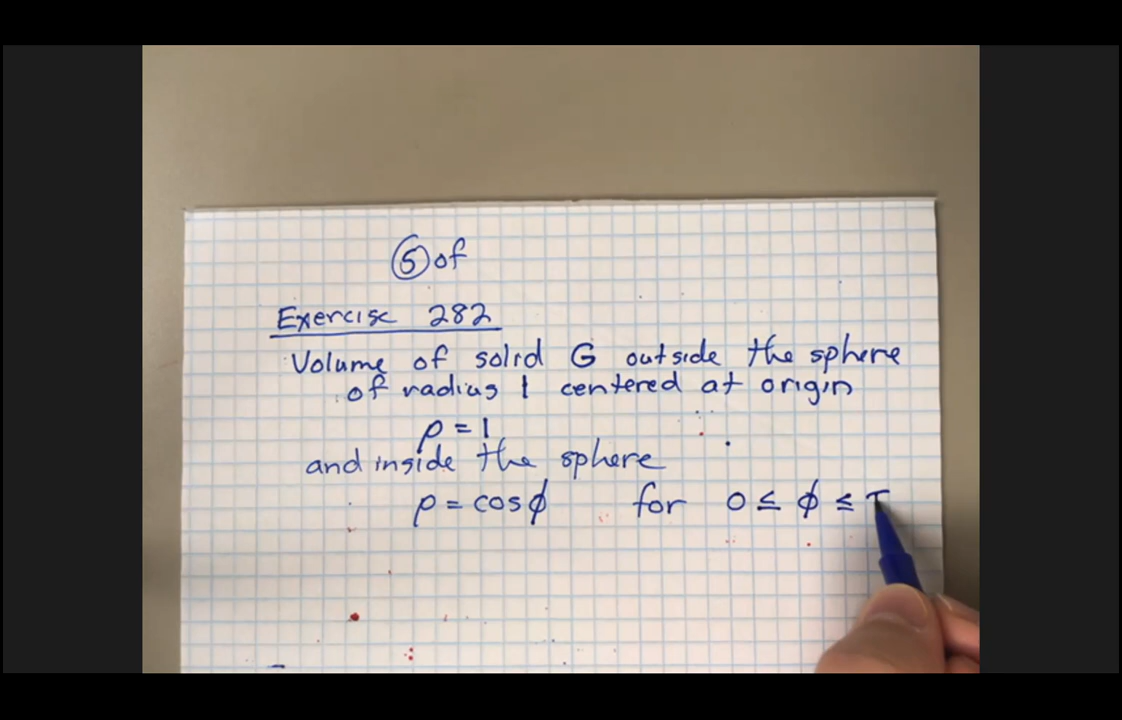 ⑤ of
Exercise 282
Volume of solid G outside the sphere
of radius 1 centered at origin
ρ = 1
and inside the sphere
ρ = cos ϕ for 0 ≤ ϕ ≤